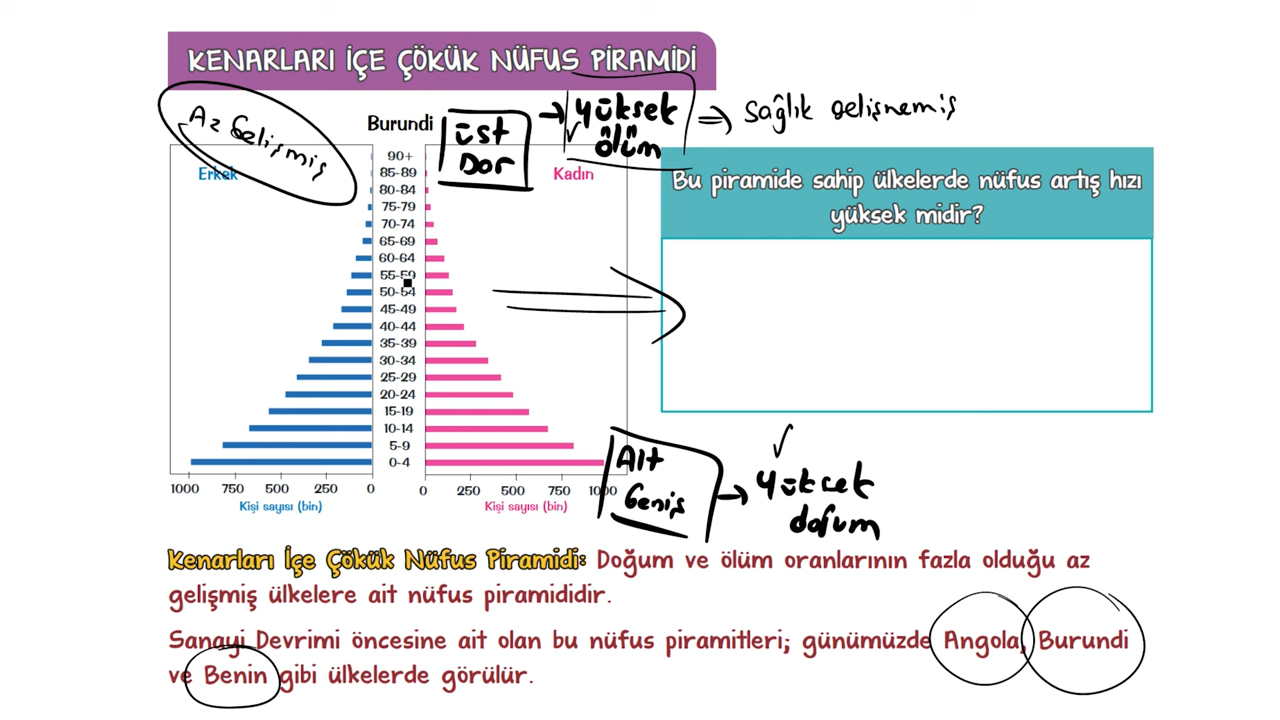 KENARLARI İÇE ÇÖKÜK NÜFUS PİRAMİDİ
Az Gelişmiş
Burundi
üst
Dar
→ Yüksek
ölüm
⇒ Sağlık gelişnemiş
Erkek
Kadın
90+
85-89
80-84
75-79
70-74
65-69
60-64
55-59
50-54
45-49
40-44
35-39
30-34
25-29
20-24
15-19
10-14
5-9
0-4
1000 750 500 250 0
0 250 500 750 1000
Kişi sayısı (bin)
Kişi sayısı (bin)
Bu piramide sahip ülkelerde nüfus artış hızı
yüksek midir?
Alt
Geniş
→ Yüksek
doğum
Kenarları İçe Çökük Nüfus Piramidi: Doğum ve ölüm oranlarının fazla olduğu az
gelişmiş ülkelere ait nüfus piramididir.
Sanayi Devrimi öncesine ait olan bu nüfus piramitleri; günümüzde Angola, Burundi
ve Benin gibi ülkelerde görülür.